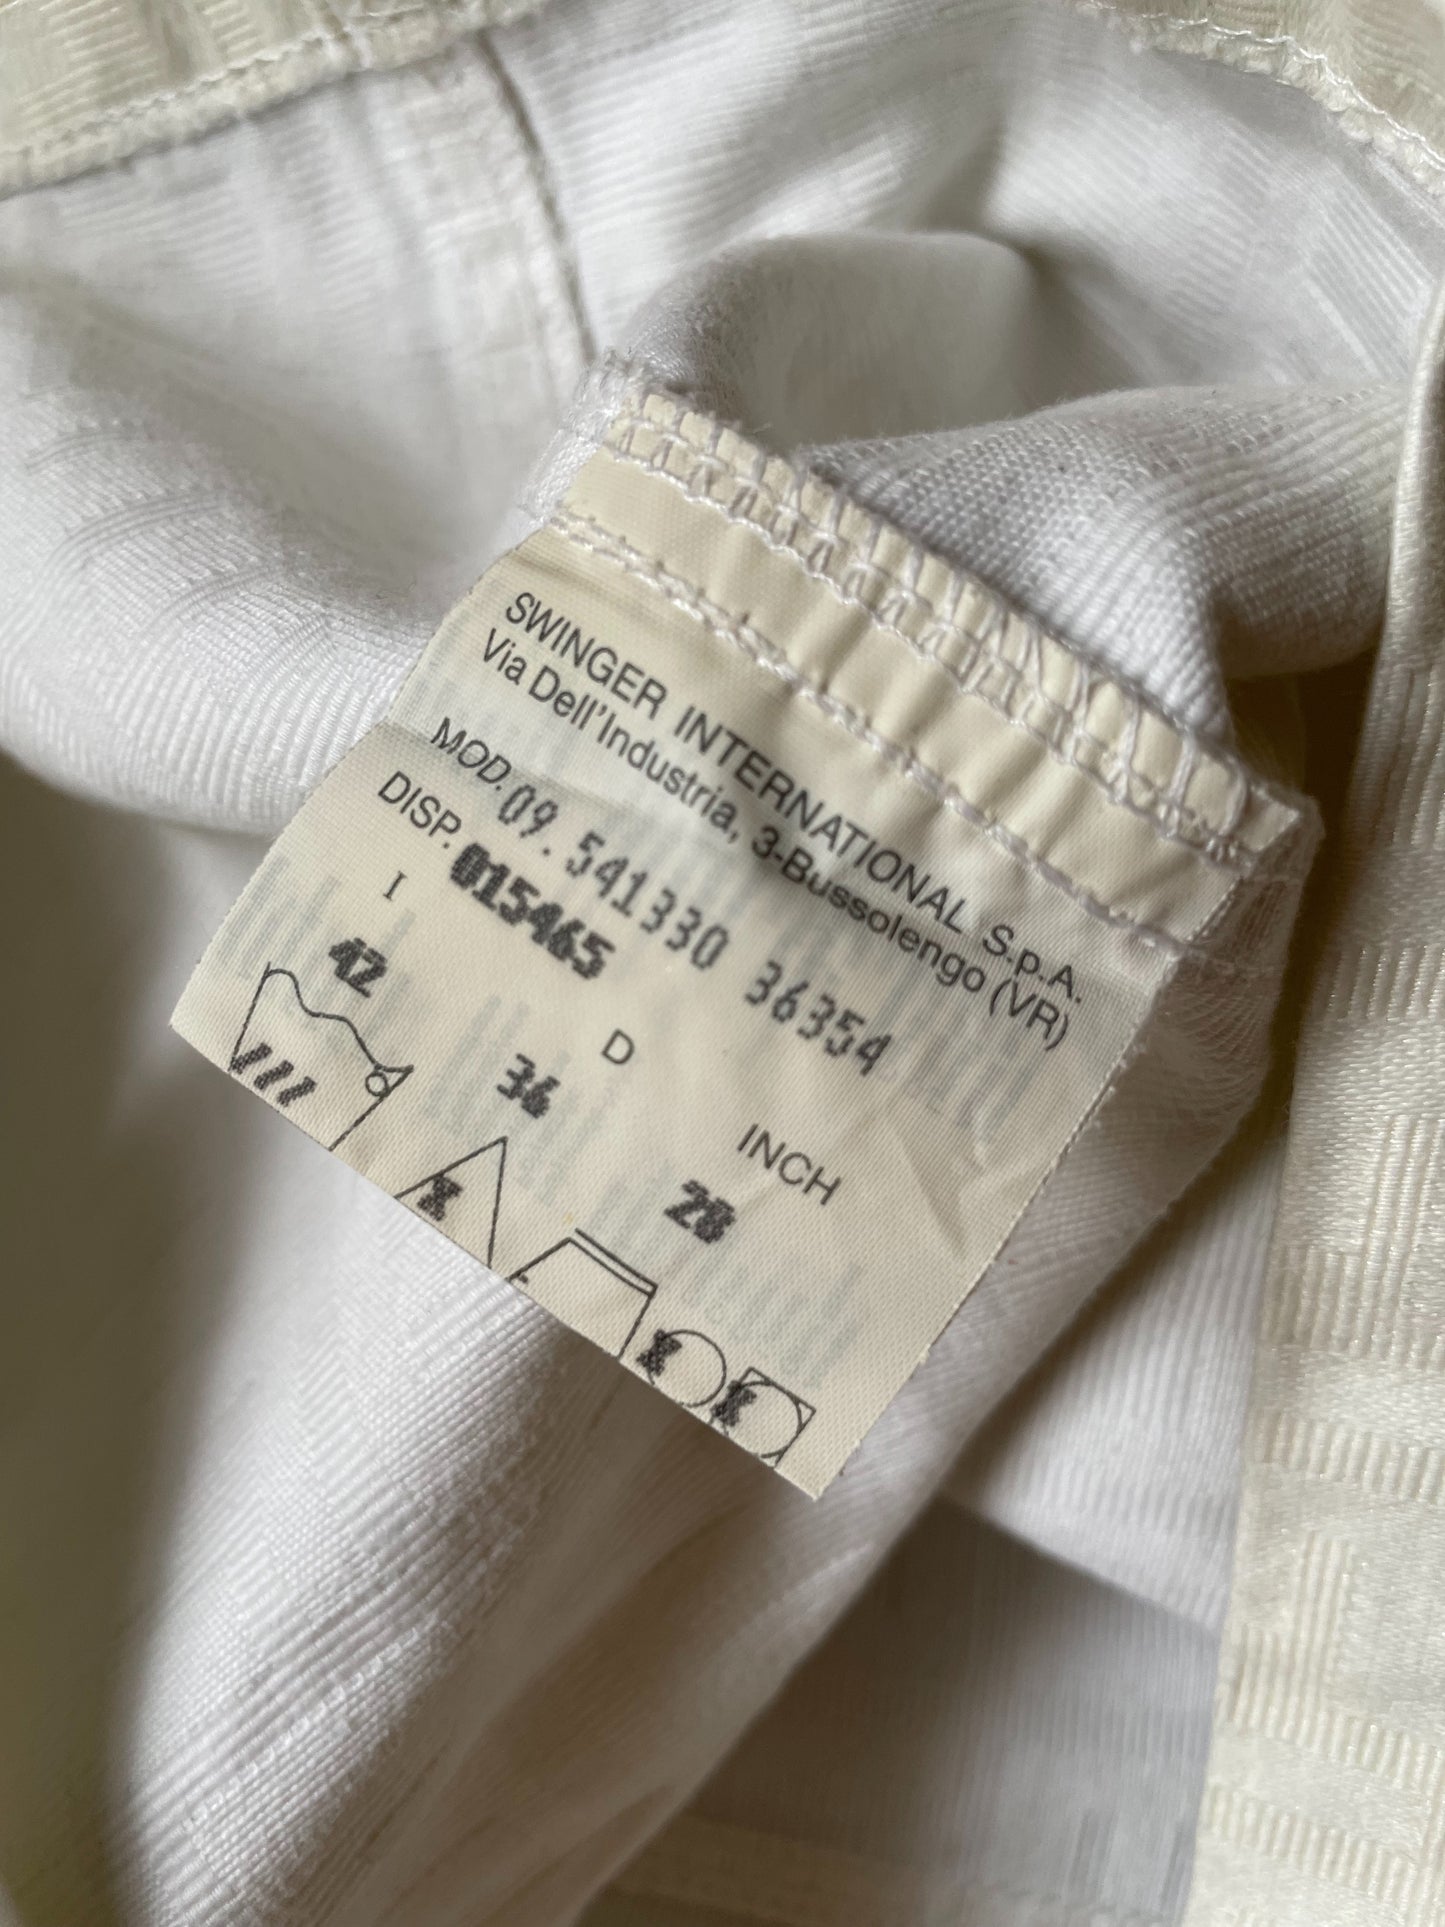 SWINGER INTERNATIONAL S.p.A.
Via Dell'Industria, 3-Bussolengo (VR)
MOD. 09.541330 36354
DISP. 015465
I D INCH
42 36 28